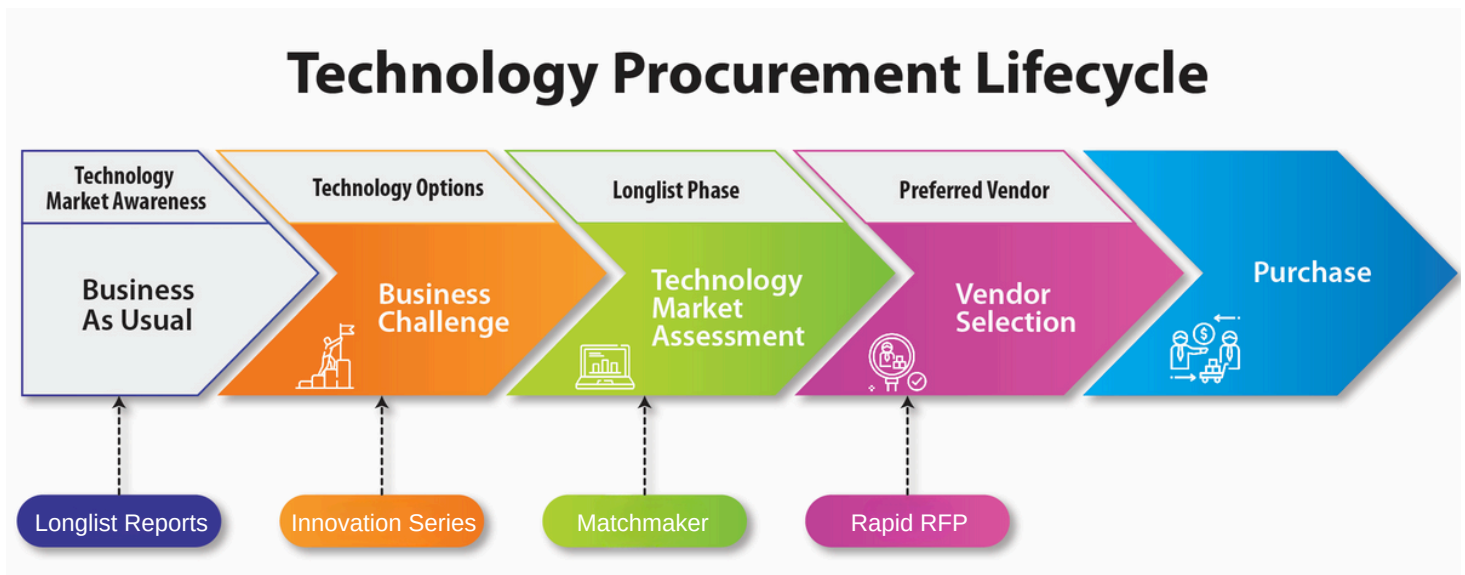 Technology Procurement Lifecycle
Technology
Market Awareness
Business
As Usual
Technology Options
Business
Challenge
Longlist Phase
Technology
Market
Assessment
Preferred Vendor
Vendor
Selection
Purchase
$
Longlist Reports
Innovation Series
Matchmaker
Rapid RFP